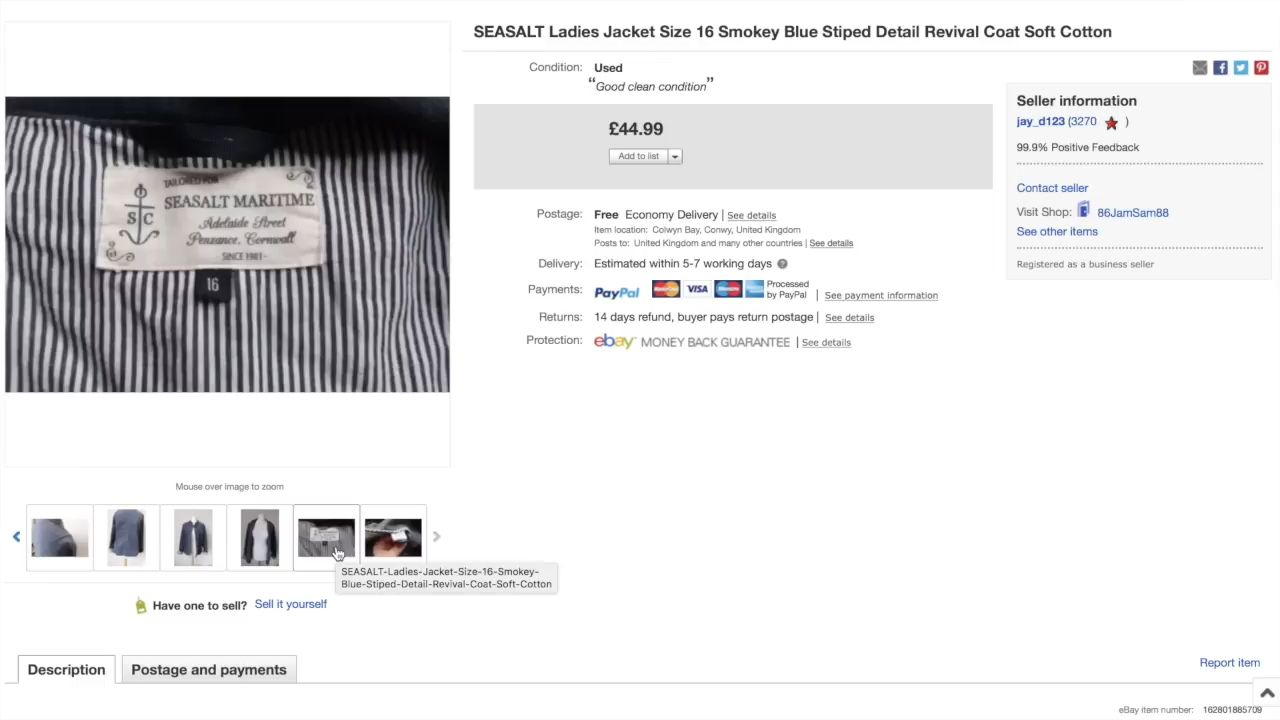 SEASALT Ladies Jacket Size 16 Smokey Blue Stiped Detail Revival Coat Soft Cotton
Condition: Used
“Good clean condition”
£44.99
Add to list
Postage: Free Economy Delivery | See details
Item location: Colwyn Bay, Conwy, United Kingdom
Posts to: United Kingdom and many other countries | See details
Delivery: Estimated within 5-7 working days ?
Payments: PayPal VISA Processed by PayPal | See payment information
Returns: 14 days refund, buyer pays return postage | See details
Protection: ebay MONEY BACK GUARANTEE | See details
Seller information
jay_d123 (3270 )
99.9% Positive Feedback
Contact seller
Visit Shop: 86JamSam88
See other items
Registered as a business seller
TAILORED FOR
SEASALT MARITIME
S C
Adelaide Street
Penzance, Cornwall
SINCE 1981-
16
Mouse over image to zoom
SEASALT-Ladies-Jacket-Size-16-Smokey-
Blue-Stiped-Detail-Revival-Coat-Soft-Cotton
Have one to sell? Sell it yourself
Description
Postage and payments
Report item
eBay item number: 162801885709